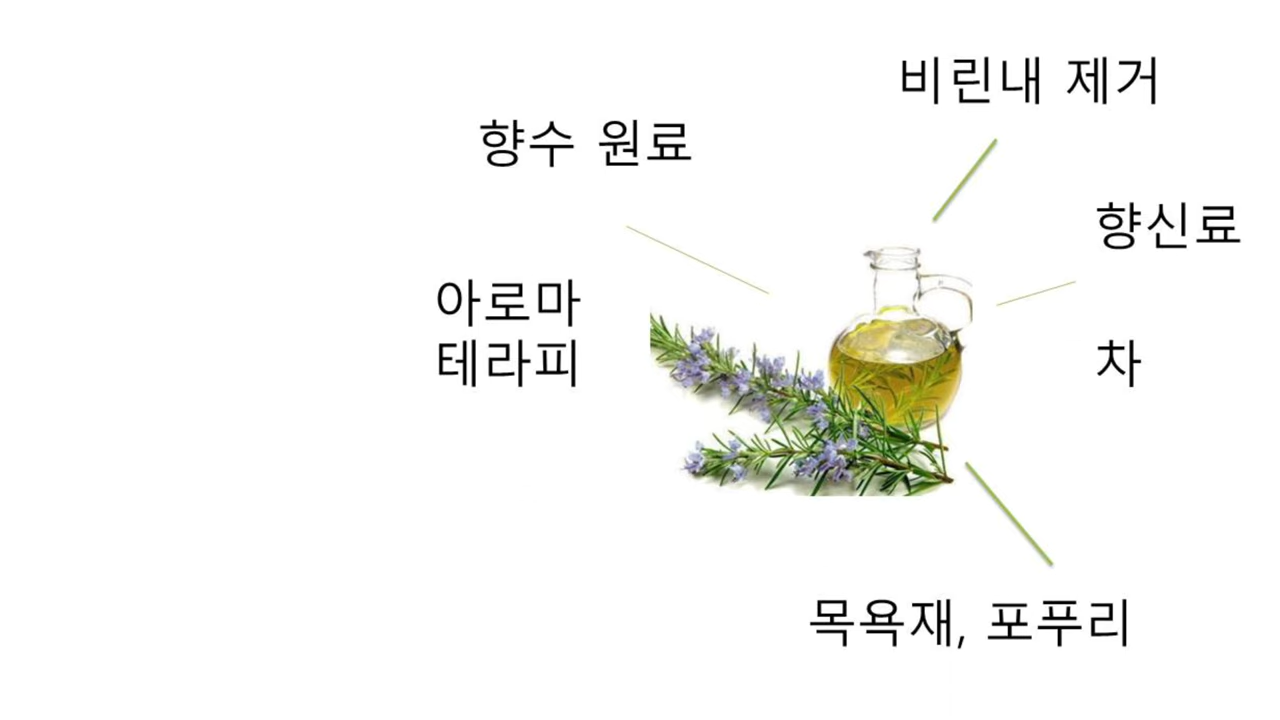 비린내 제거
향수 원료
향신료
아로마
테라피
차
목욕재, 포푸리